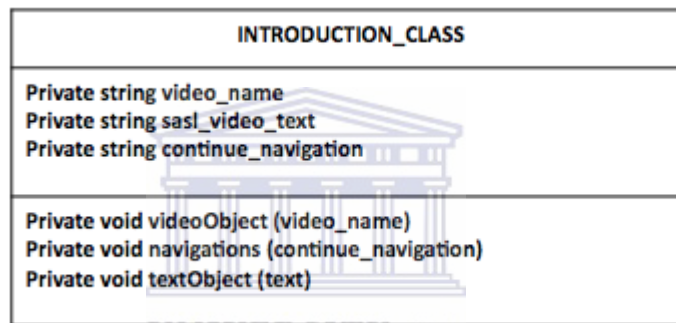 INTRODUCTION_CLASS
Private string video_name
Private string sasl_video_text
Private string continue_navigation
Private void videoObject (video_name)
Private void navigations (continue_navigation)
Private void textObject (text)